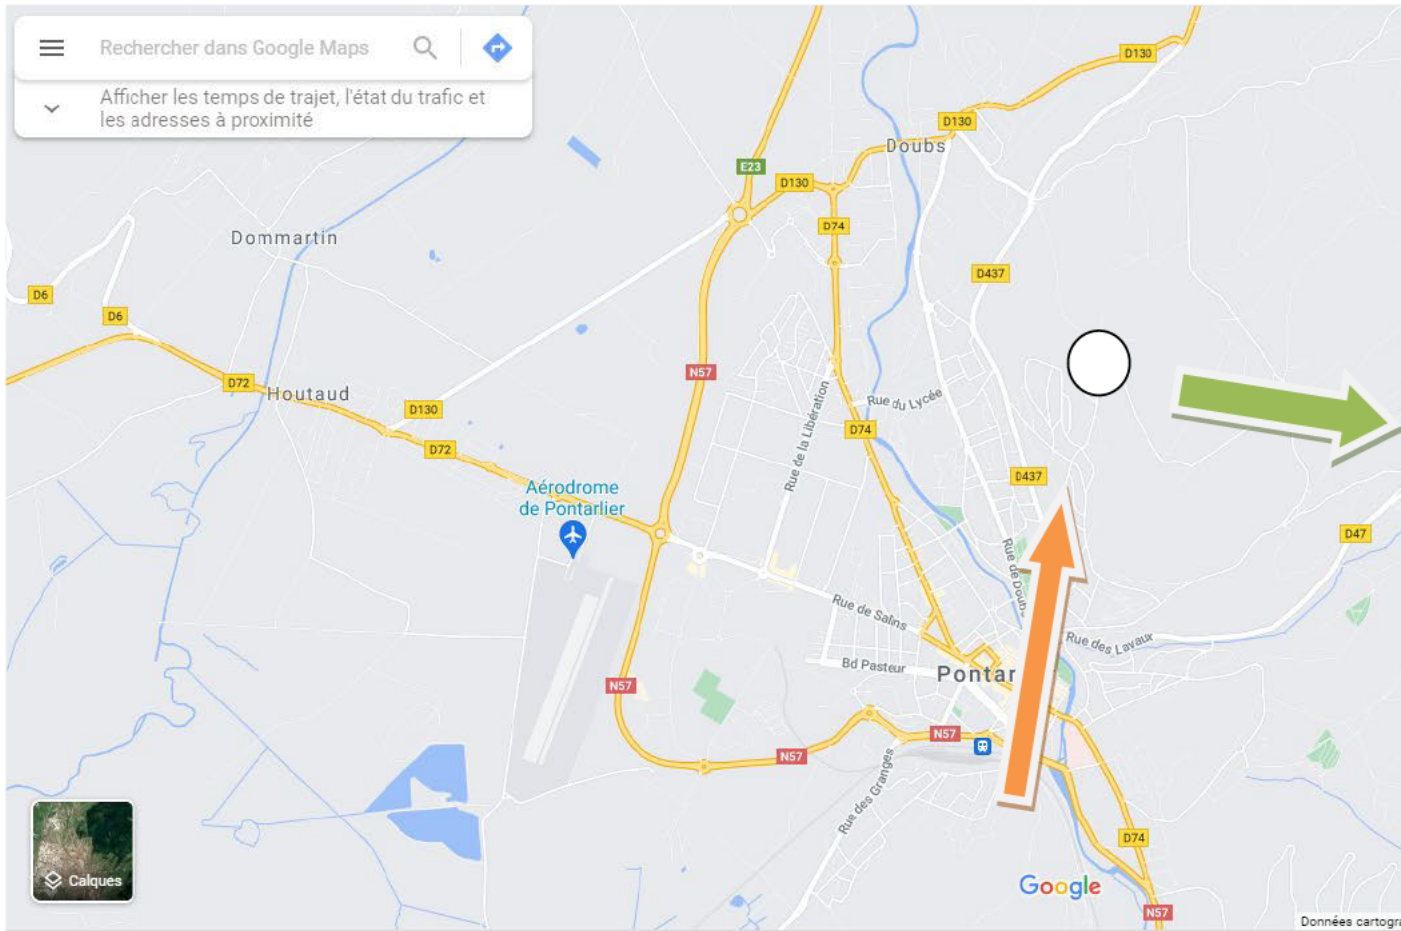 Rechercher dans Google Maps
Afficher les temps de trajet, l'état du trafic et
les adresses à proximité
D130
D130
Doubs
E23
D130
D74
Dommartin
D437
D6
D6
N57
D72
Houtaud
Rue du Lycée
D130
Rue de la Libération
D74
D72
D437
Aérodrome
de Pontarlier
D47
Rue de Doubs
Rue de Salins
Rue des Lavaux
Bd Pasteur
Pontar
N57
N57
N57
Rue des Granges
D74
Calques
Google
N57
Données cartogra